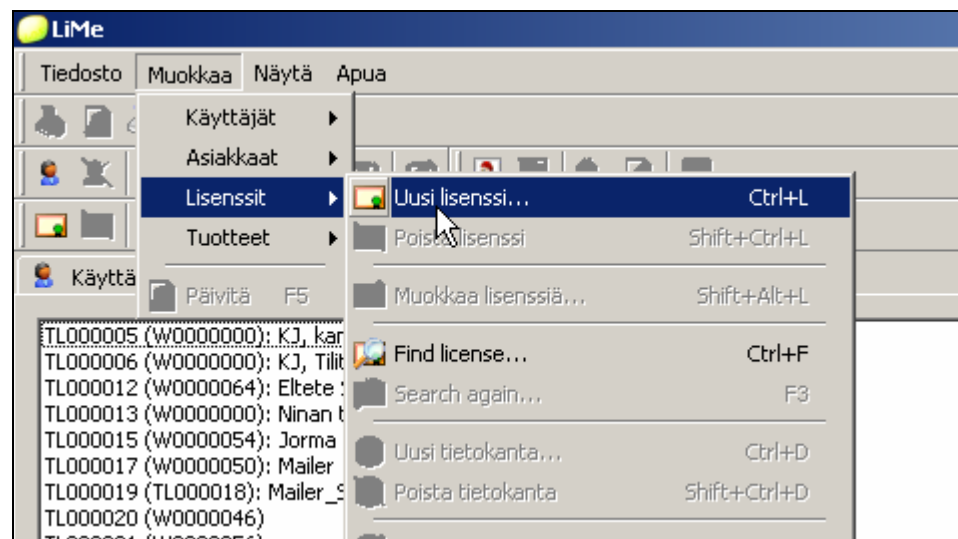 LiMe
Tiedosto Muokkaa Näytä Apua
Käyttäjät
Asiakkaat
Lisenssit
Tuotteet
Päivitä F5
Uusi lisenssi... Ctrl+L
Poista lisenssi Shift+Ctrl+L
Muokkaa lisenssiä... Shift+Alt+L
Find license... Ctrl+F
Search again... F3
Uusi tietokanta... Ctrl+D
Poista tietokanta Shift+Ctrl+D
Käyttä
TL000005 (W0000000): KJ, kar
TL000006 (W0000000): KJ, Tilit
TL000012 (W0000064): Eltete
TL000013 (W0000000): Ninan t
TL000015 (W0000054): Jorma
TL000017 (W0000050): Mailer
TL000019 (TL000018): Mailer_S
TL000020 (W0000046)